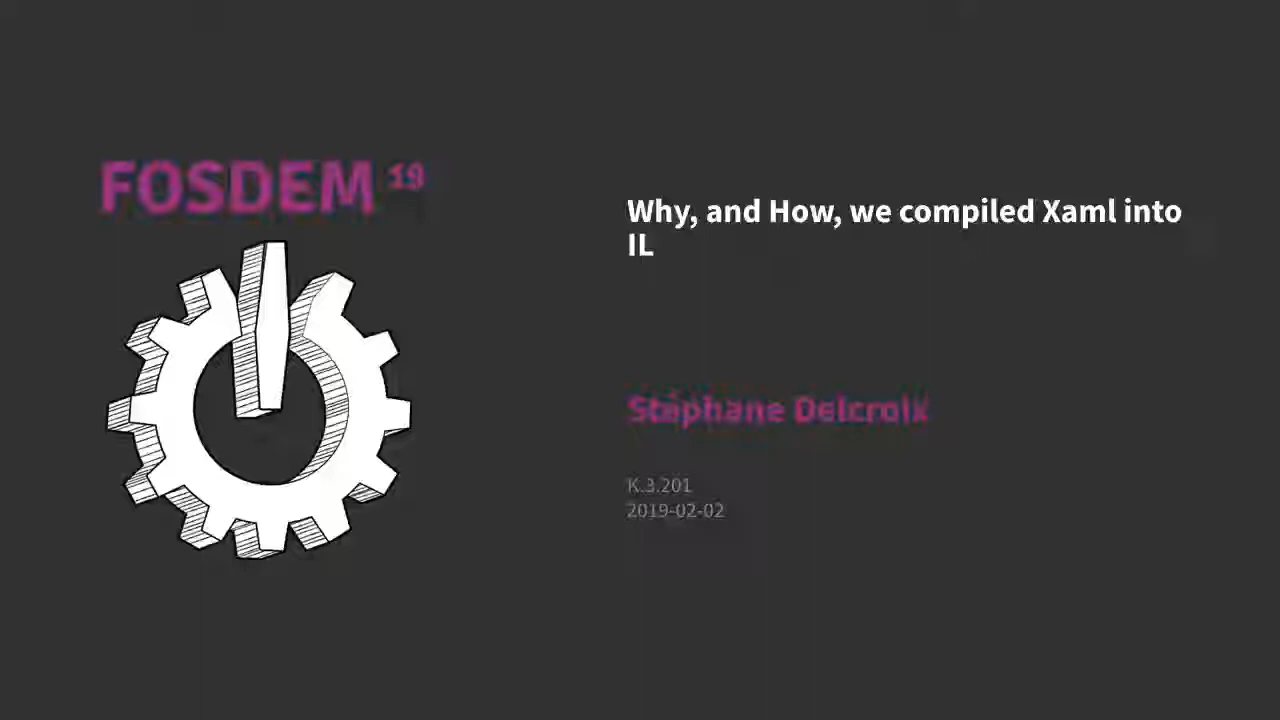 FOSDEM 19
Why, and How, we compiled Xaml into
IL
Stéphane Delcroix
K.3.201
2019-02-02